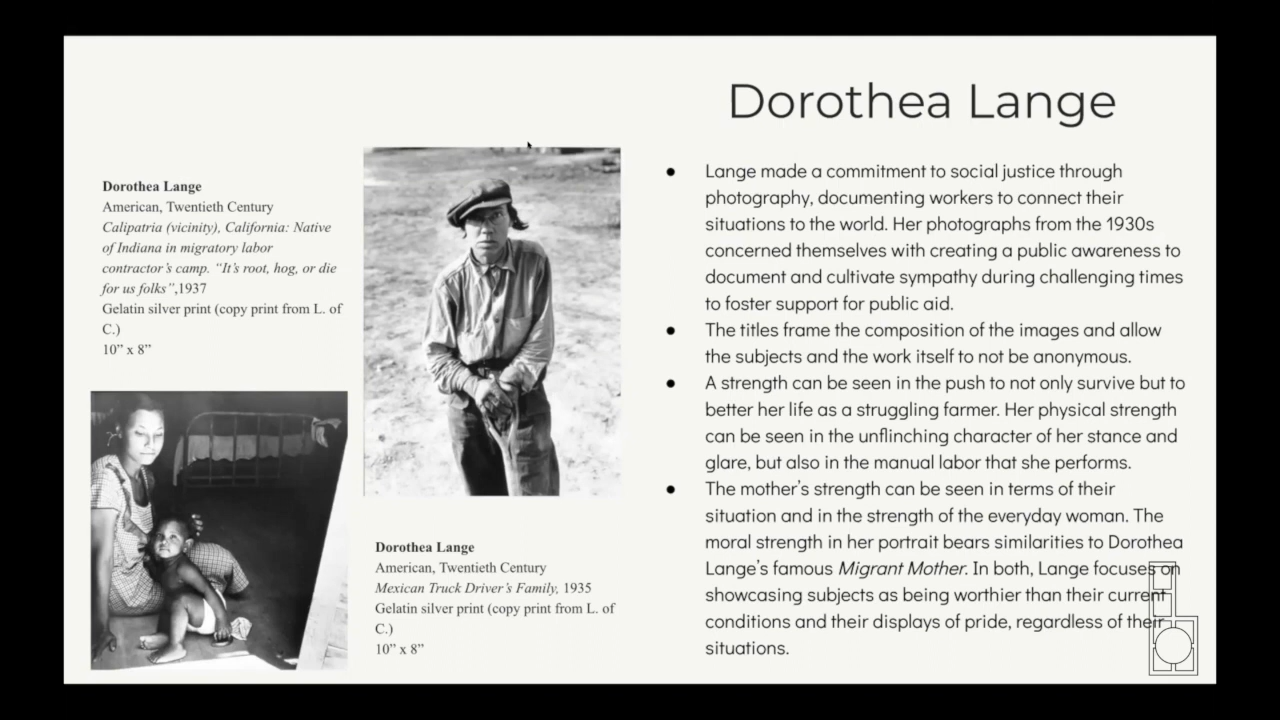 Dorothea Lange
Dorothea Lange
American, Twentieth Century
Calipatria (vicinity), California: Native
of Indiana in migratory labor
contractor's camp. “It's root, hog, or die
for us folks”,1937
Gelatin silver print (copy print from L. of
C.)
10” x 8”
Dorothea Lange
American, Twentieth Century
Mexican Truck Driver's Family, 1935
Gelatin silver print (copy print from L. of
C.)
10” x 8”
● Lange made a commitment to social justice through
photography, documenting workers to connect their
situations to the world. Her photographs from the 1930s
concerned themselves with creating a public awareness to
document and cultivate sympathy during challenging times
to foster support for public aid.
● The titles frame the composition of the images and allow
the subjects and the work itself to not be anonymous.
● A strength can be seen in the push to not only survive but to
better her life as a struggling farmer. Her physical strength
can be seen in the unflinching character of her stance and
glare, but also in the manual labor that she performs.
● The mother's strength can be seen in terms of their
situation and in the strength of the everyday woman. The
moral strength in her portrait bears similarities to Dorothea
Lange's famous Migrant Mother. In both, Lange focuses on
showcasing subjects as being worthier than their current
conditions and their displays of pride, regardless of their
situations.